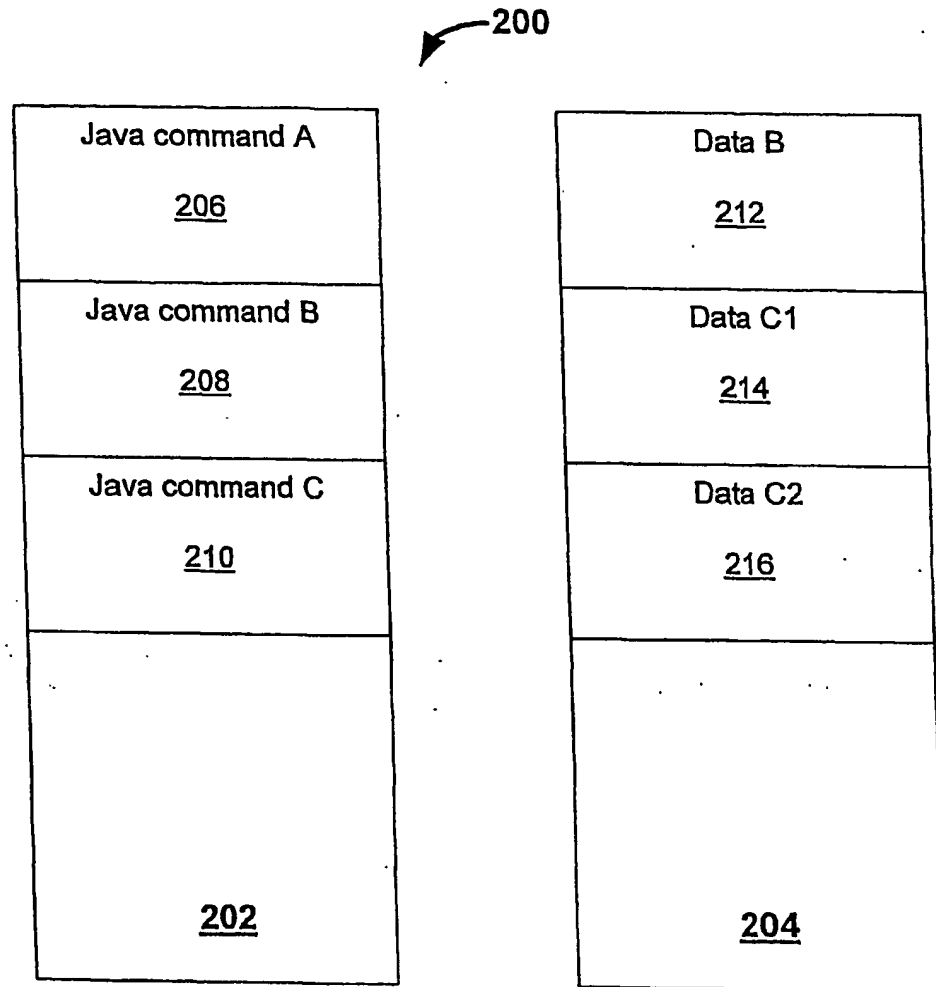 200
Java command A
206
Java command B
208
Java command C
210
202
Data B
212
Data C1
214
Data C2
216
204